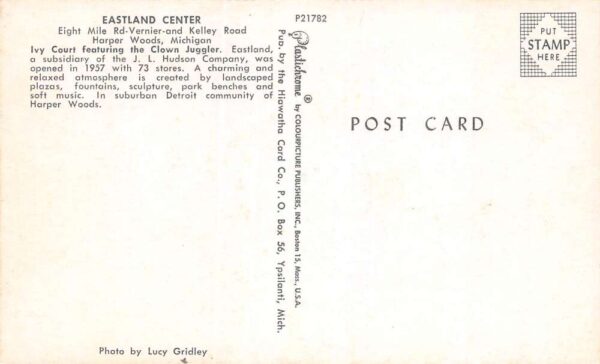 EASTLAND CENTER
Eight Mile Rd-Vernier-and Kelley Road
Harper Woods, Michigan
Ivy Court featuring the Clown Juggler. Eastland,
a subsidiary of the J. L. Hudson Company, was
opened in 1957 with 73 stores. A charming and
relaxed atmosphere is created by landscaped
plazas, fountains, sculpture, park benches and
soft music. In suburban Detroit community of
Harper Woods.
Photo by Lucy Gridley
P21782
Plastichrome® by COLOURPICTURE PUBLISHERS, INC., Boston 15, Mass., U.S.A.
Pub. by the Hiawatha Card Co., P. O. Box 56, Ypsilanti, Mich.
POST CARD
PUT
STAMP
HERE